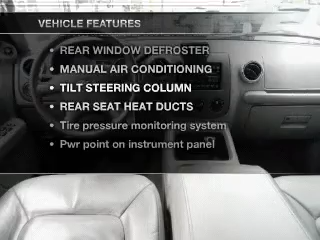 VEHICLE FEATURES
• REAR WINDOW DEFROSTER
• MANUAL AIR CONDITIONING
• TILT STEERING COLUMN
• REAR SEAT HEAT DUCTS
• Tire pressure monitoring system
• Pwr point on instrument panel